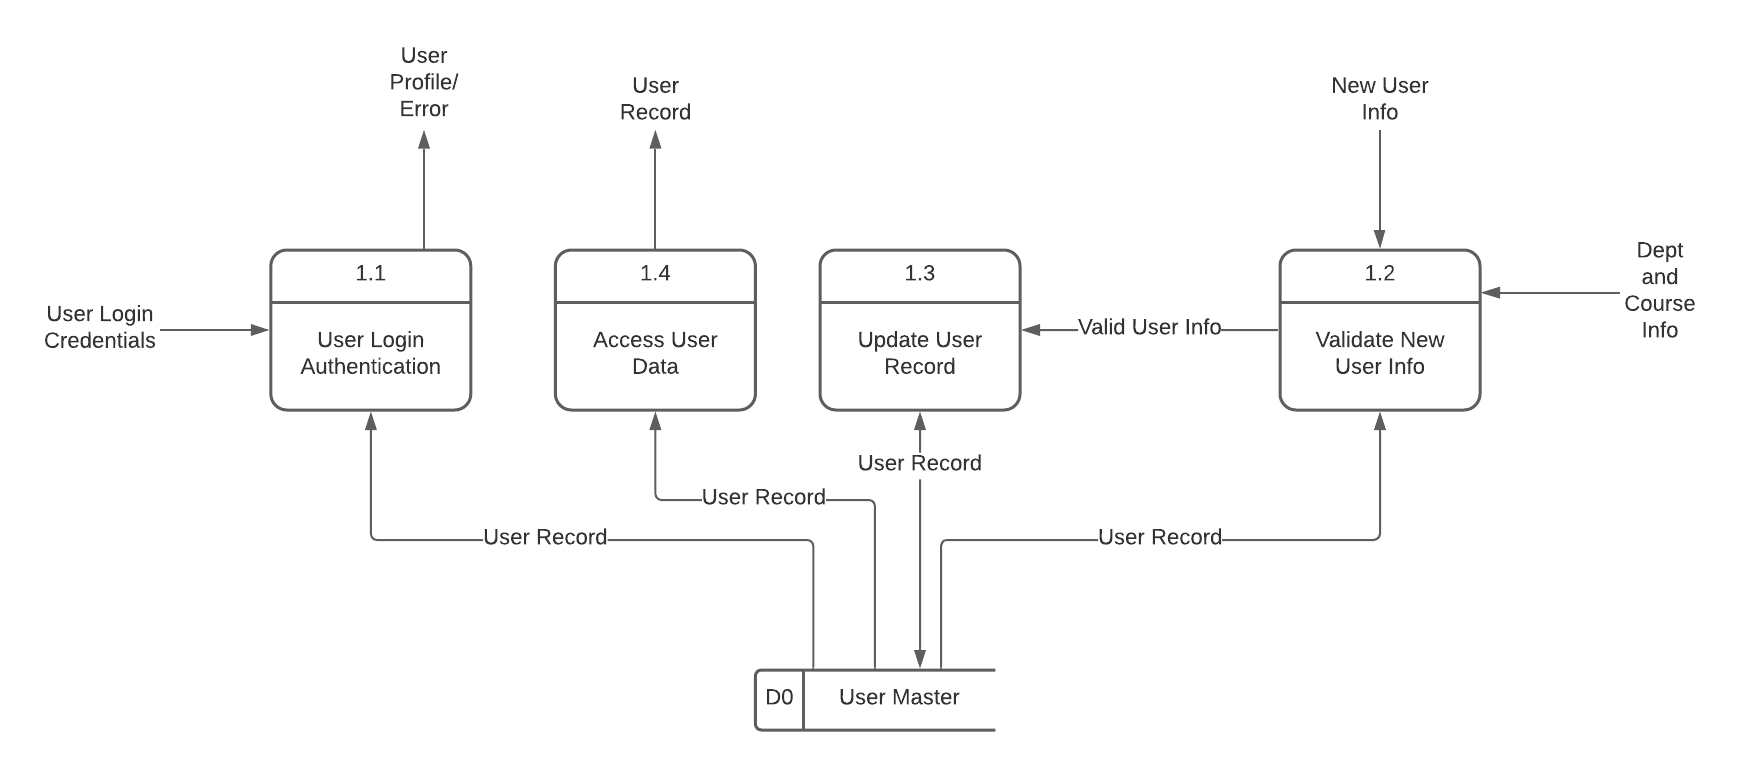 User
Profile/
Error
User
Record
New User
Info
1.1
1.4
1.3
1.2
Dept
and
Course
Info
User Login
Credentials
User Login
Authentication
Access User
Data
Update User
Record
Valid User Info
Validate New
User Info
User Record
User Record
User Record
User Record
D0
User Master